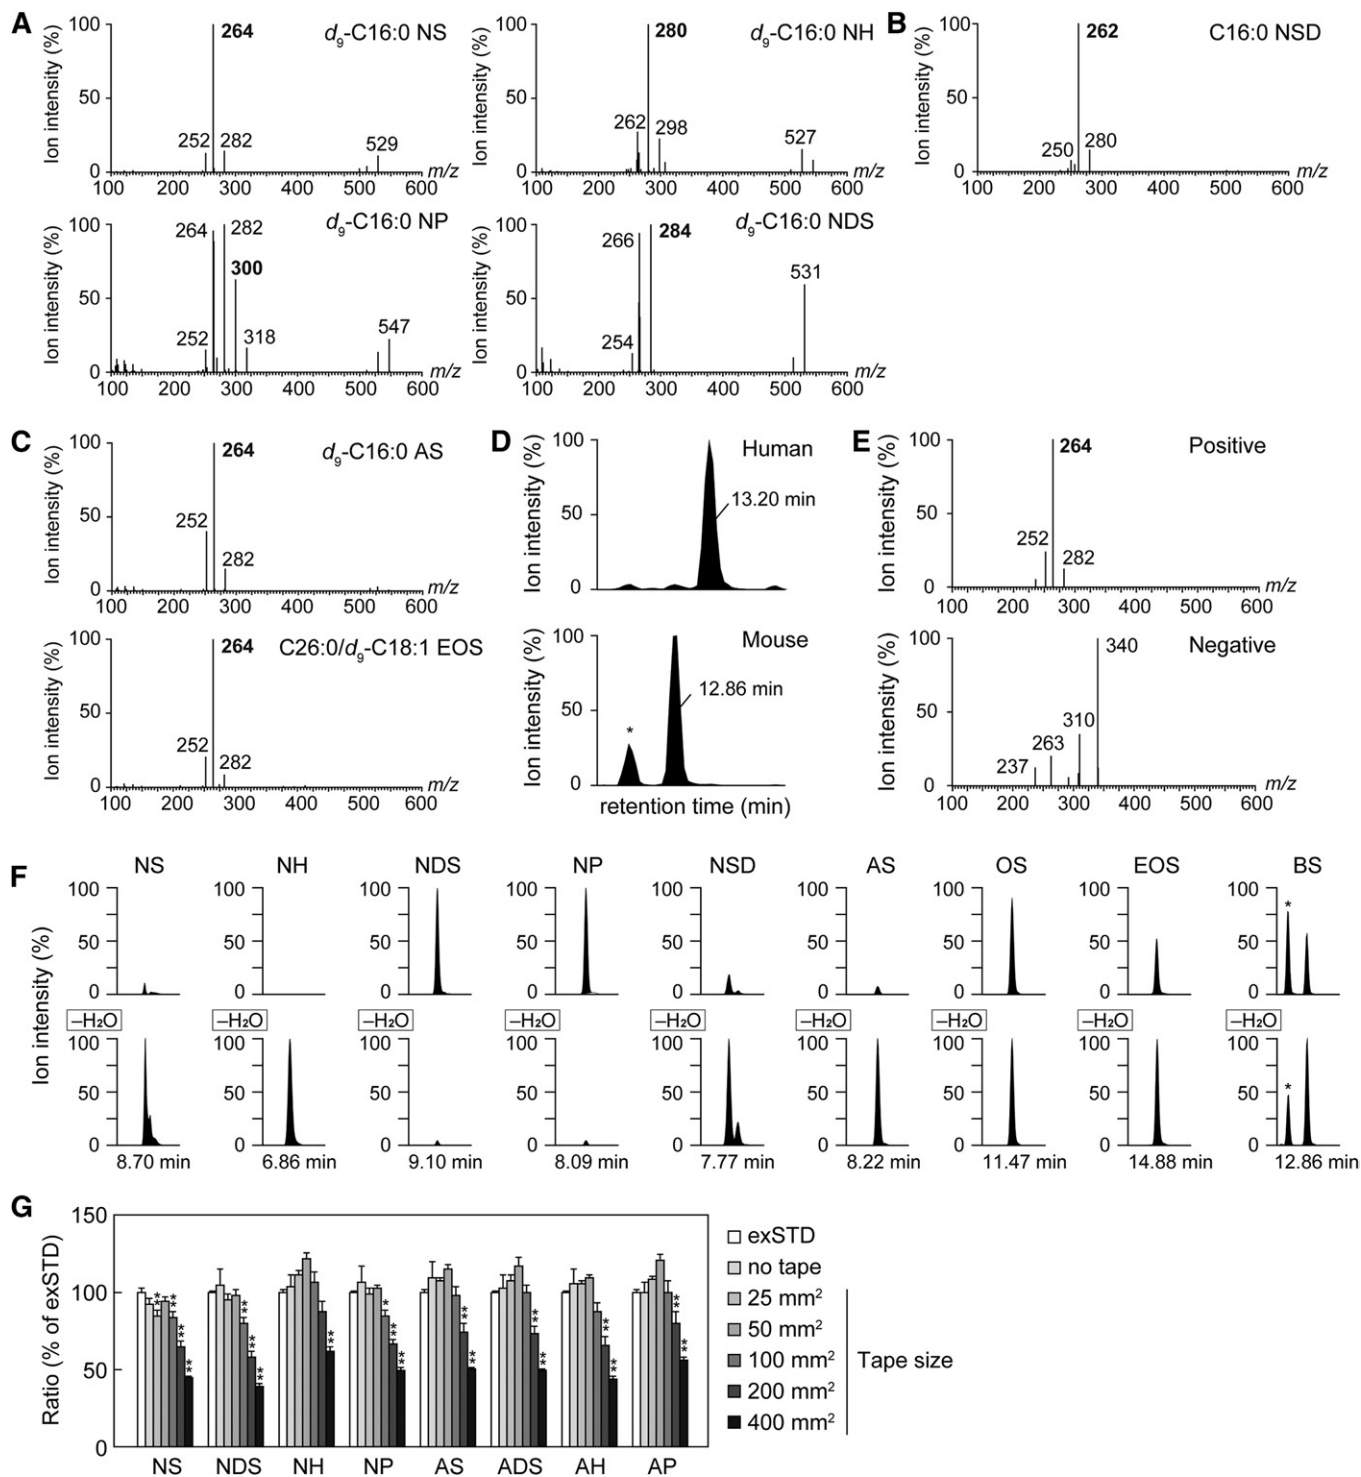 A
Ion intensity (%)
100
50
0
264
252
282
529
d9-C16:0 NS
100 200 300 400 500 600
m/z
Ion intensity (%)
100
50
0
280
262
298
527
d9-C16:0 NH
100 200 300 400 500 600
m/z
B
Ion intensity (%)
100
50
0
262
250
280
C16:0 NSD
100 200 300 400 500 600
m/z
Ion intensity (%)
100
50
0
264
282
300
252
318
547
d9-C16:0 NP
100 200 300 400 500 600
m/z
Ion intensity (%)
100
50
0
266
284
254
531
d9-C16:0 NDS
100 200 300 400 500 600
m/z
C
Ion intensity (%)
100
50
0
264
252
282
d9-C16:0 AS
100 200 300 400 500 600
m/z
Ion intensity (%)
100
50
0
264
252
282
C26:0/d9-C18:1 EOS
100 200 300 400 500 600
m/z
D
Ion intensity (%)
100
50
0
Human
13.20 min
Ion intensity (%)
100
50
0
Mouse
12.86 min
*
retention time (min)
E
Ion intensity (%)
100
50
0
264
252
282
Positive
100 200 300 400 500 600
m/z
Ion intensity (%)
100
50
0
340
310
263
237
Negative
100 200 300 400 500 600
m/z
F
NS NH NDS NP NSD AS OS EOS BS
Ion intensity (%)
100 100 100 100 100 100 100 100 100
*
50 50 50 50 50 50 50 50 50
0 0 0 0 0 0 0 0 0
–H₂O –H₂O –H₂O –H₂O –H₂O –H₂O –H₂O –H₂O –H₂O
100 100 100 100 100 100 100 100 100
50 50 50 50 50 50 50 50 50
*
0 0 0 0 0 0 0 0 0
8.70 min 6.86 min 9.10 min 8.09 min 7.77 min 8.22 min 11.47 min 14.88 min 12.86 min
G
Ratio (% of exSTD)
150
100
50
0
** ** ** ** ** ** ** ** * ** ** ** ** ** ** ** ** ** **
NS NDS NH NP AS ADS AH AP
exSTD
no tape
25 mm²
50 mm²
100 mm²
200 mm²
400 mm²
Tape size